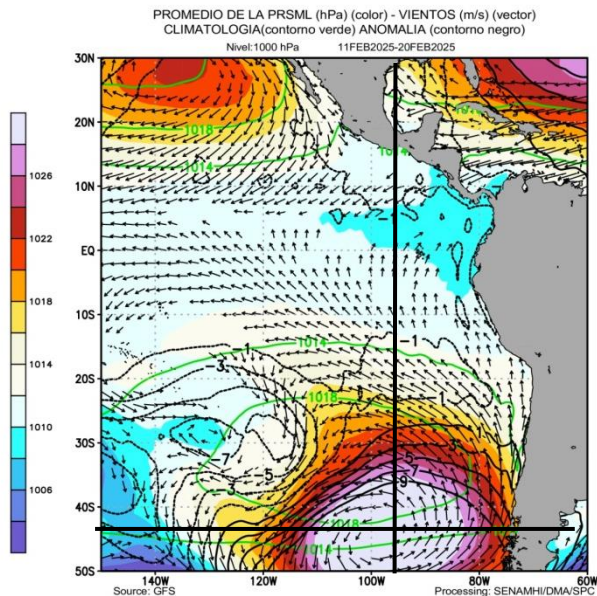 PROMEDIO DE LA PRSML (hPa) (color) - VIENTOS (m/s) (vector)
CLIMATOLOGIA(contorno verde) ANOMALIA (contorno negro)
Nivel:1000 hPa 11FEB2025-20FEB2025
30N
20N
10N
EQ
10S
20S
30S
40S
50S
140W 120W 100W 80W 60W
1026
1022
1018
1014
1010
1006
1018
1014
1014
-1
-1
-3
1018
-1
-7
-5
5
7
9
1018
1014
Source: GFS
Processing: SENAMHI/DMA/SPC